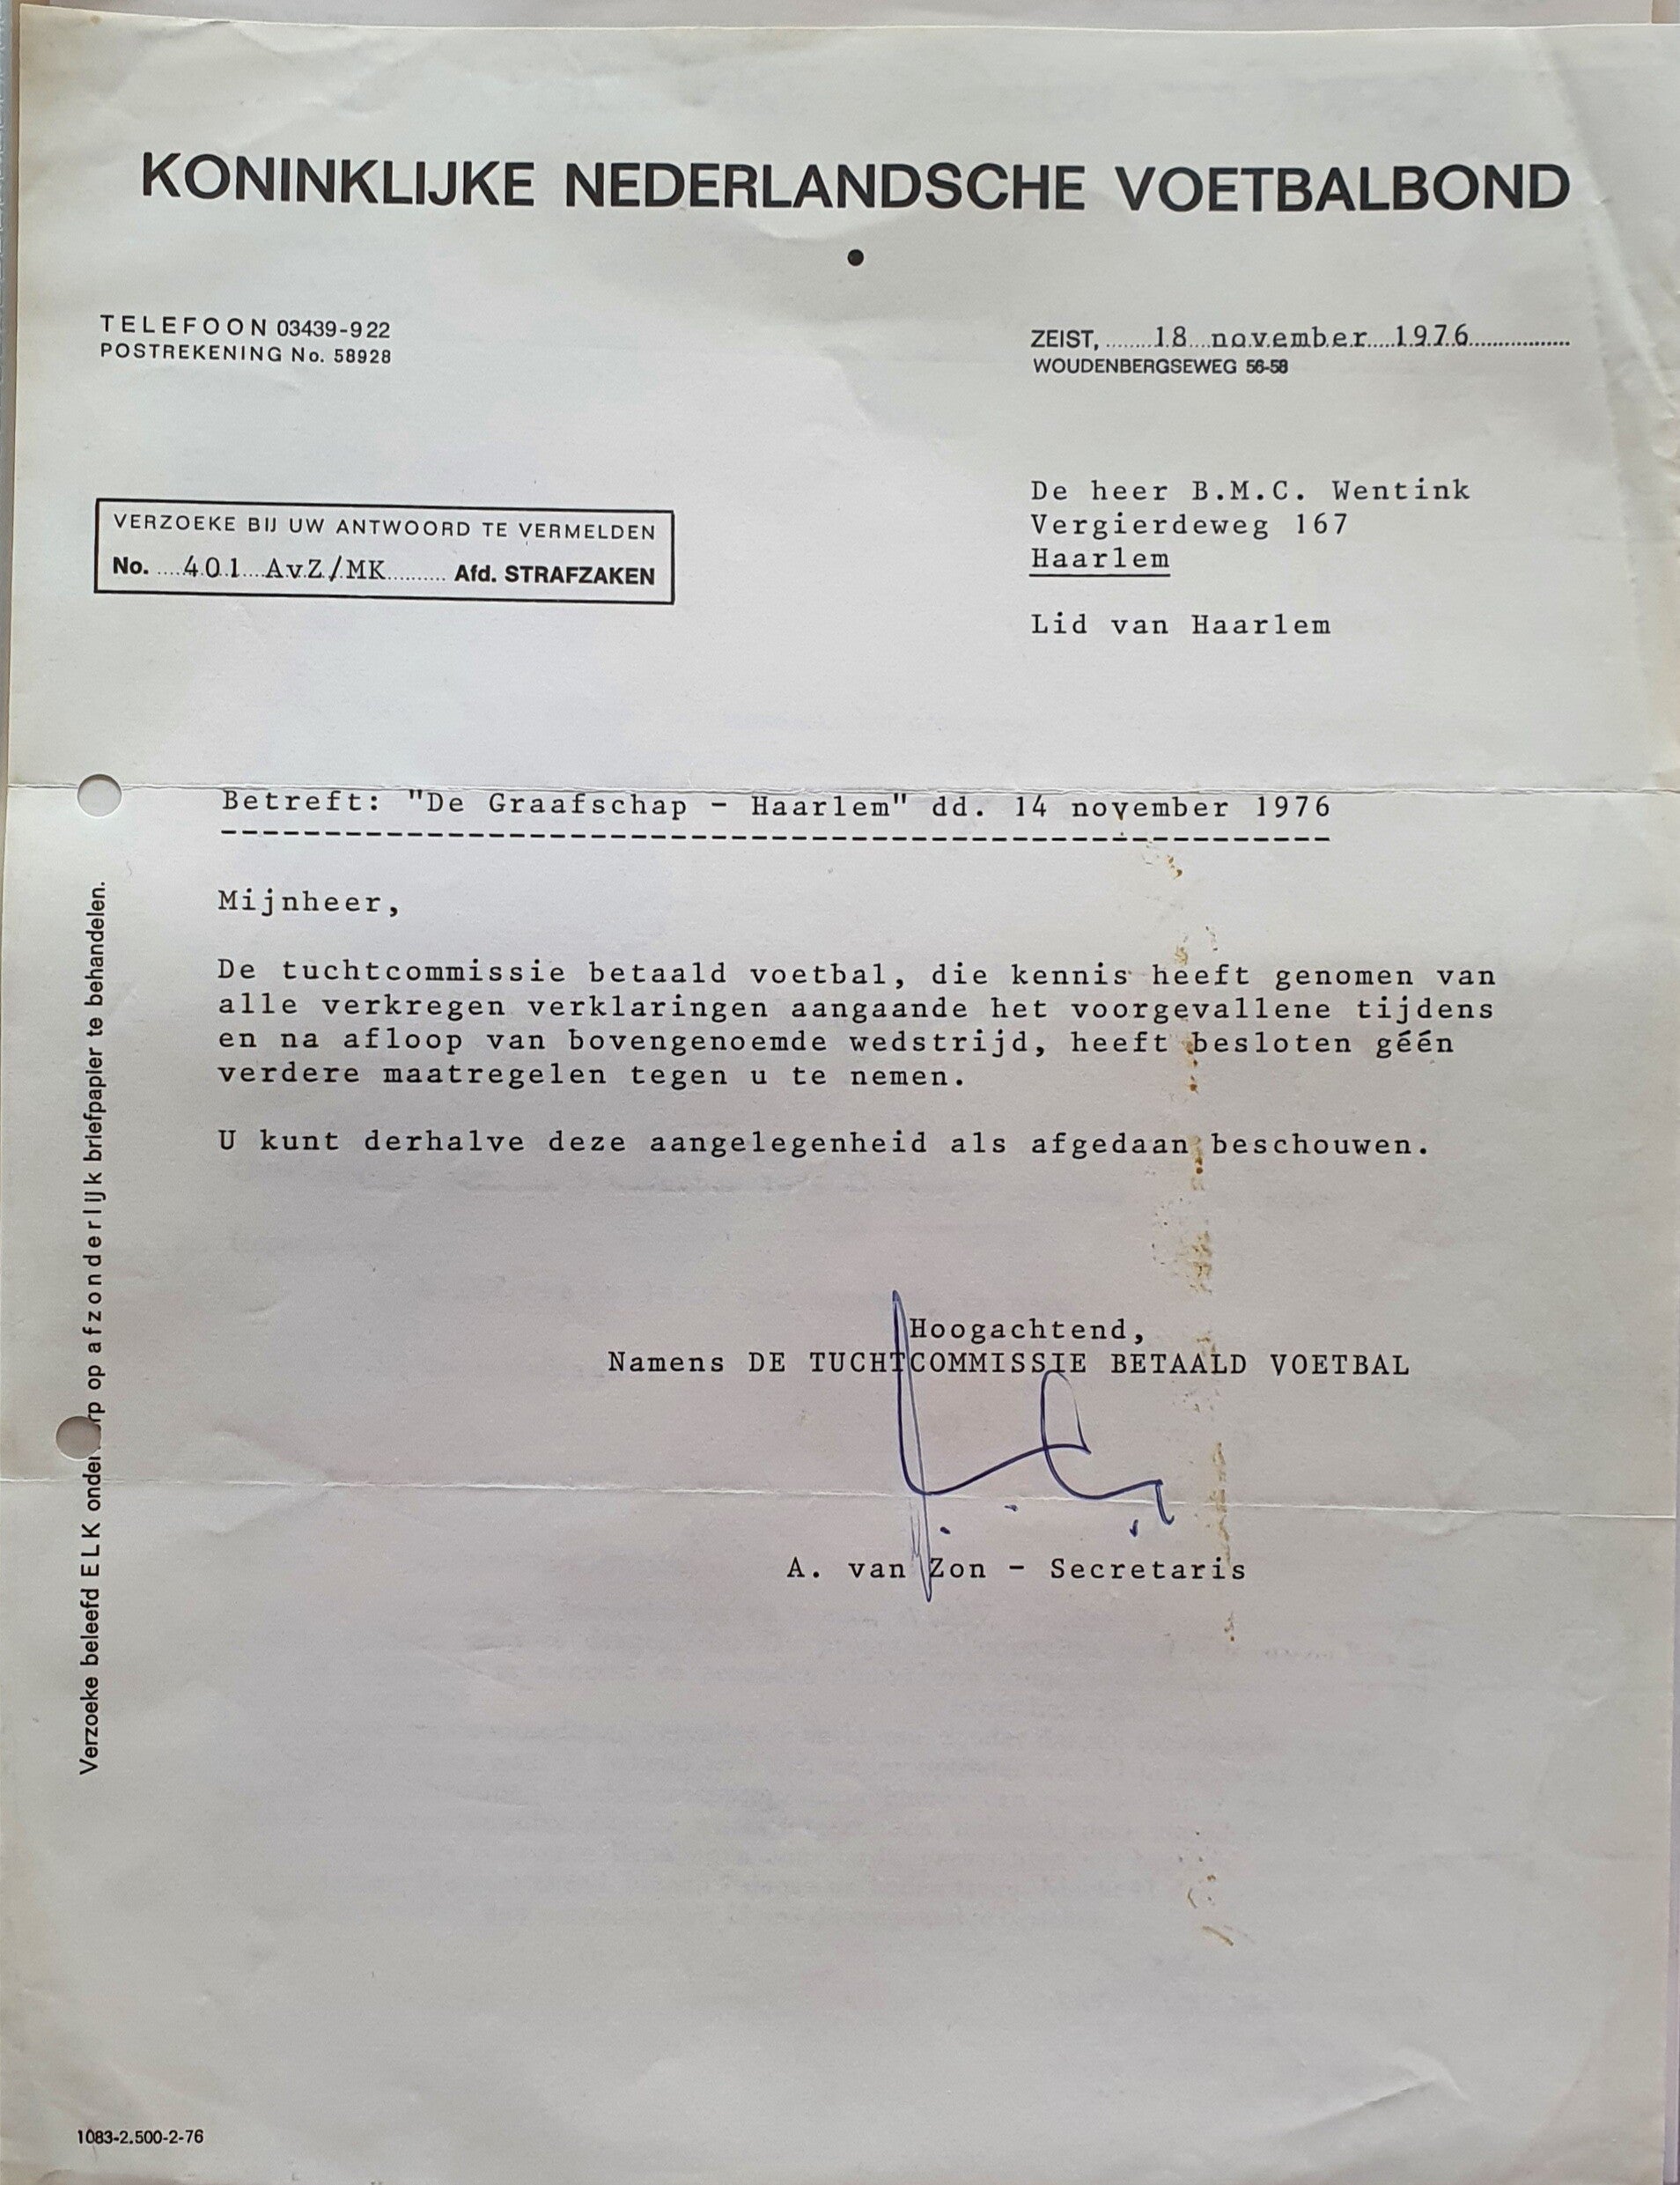 KONINKLIJKE NEDERLANDSCHE VOETBALBOND
TELEFOON 03439-922
POSTREKENING No. 58928
ZEIST, 18 november 1976
WOUDENBERGSEWEG 56-58
VERZOEKE BIJ UW ANTWOORD TE VERMELDEN
No. 401 AvZ/MK Afd. STRAFZAKEN
De heer B.M.C. Wentink
Vergierdeweg 167
Haarlem
Lid van Haarlem
Betreft: "De Graafschap - Haarlem" dd. 14 november 1976
Mijnheer,
De tuchtcommissie betaald voetbal, die kennis heeft genomen van
alle verkregen verklaringen aangaande het voorgevallene tijdens
en na afloop van bovengenoemde wedstrijd, heeft besloten géén
verdere maatregelen tegen u te nemen.
U kunt derhalve deze aangelegenheid als afgedaan beschouwen.
Hoogachtend,
Namens DE TUCHTCOMMISSIE BETAALD VOETBAL
A. van Zon - Secretaris
Verzoeke beleefd ELK onderwerp op afzonderlijk briefpapier te behandelen.
1083-2.500-2-76